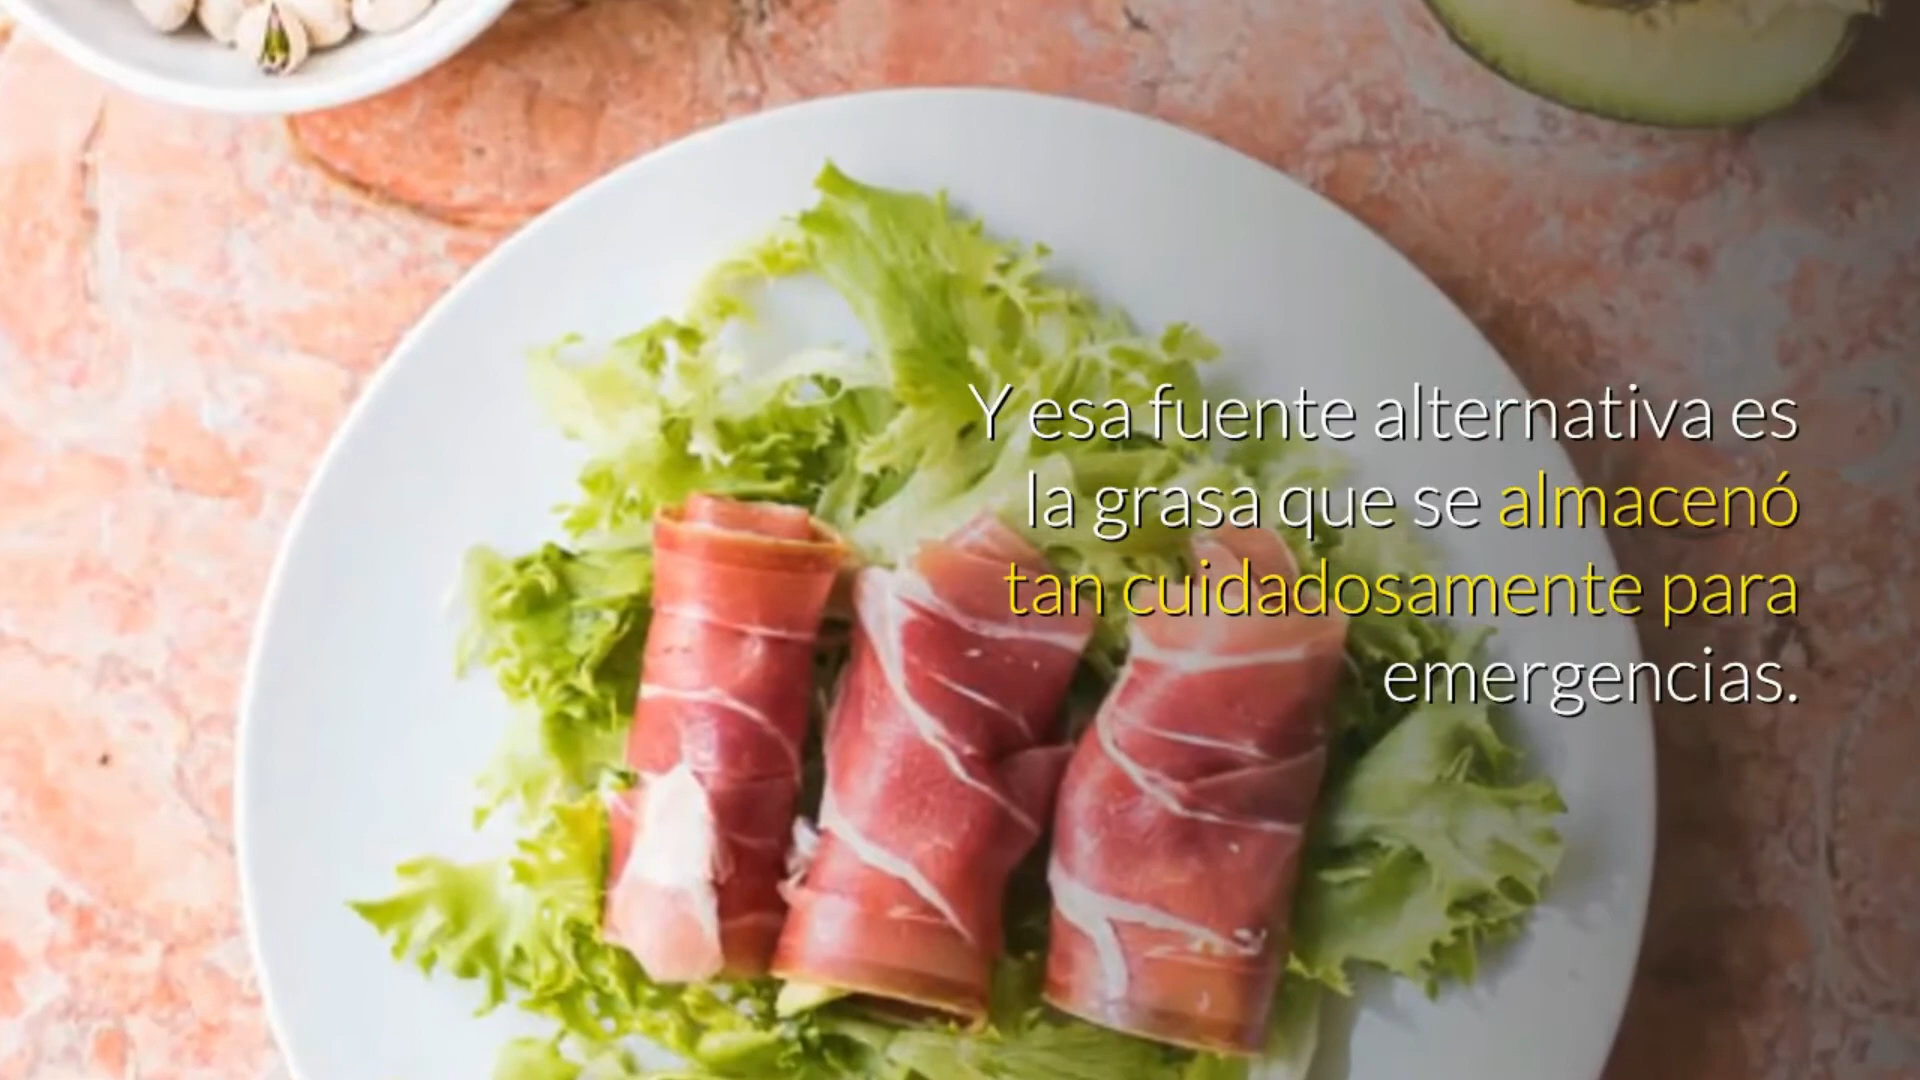 Y esa fuente alternativa es
la grasa que se almacenó
tan cuidadosamente para
emergencias.